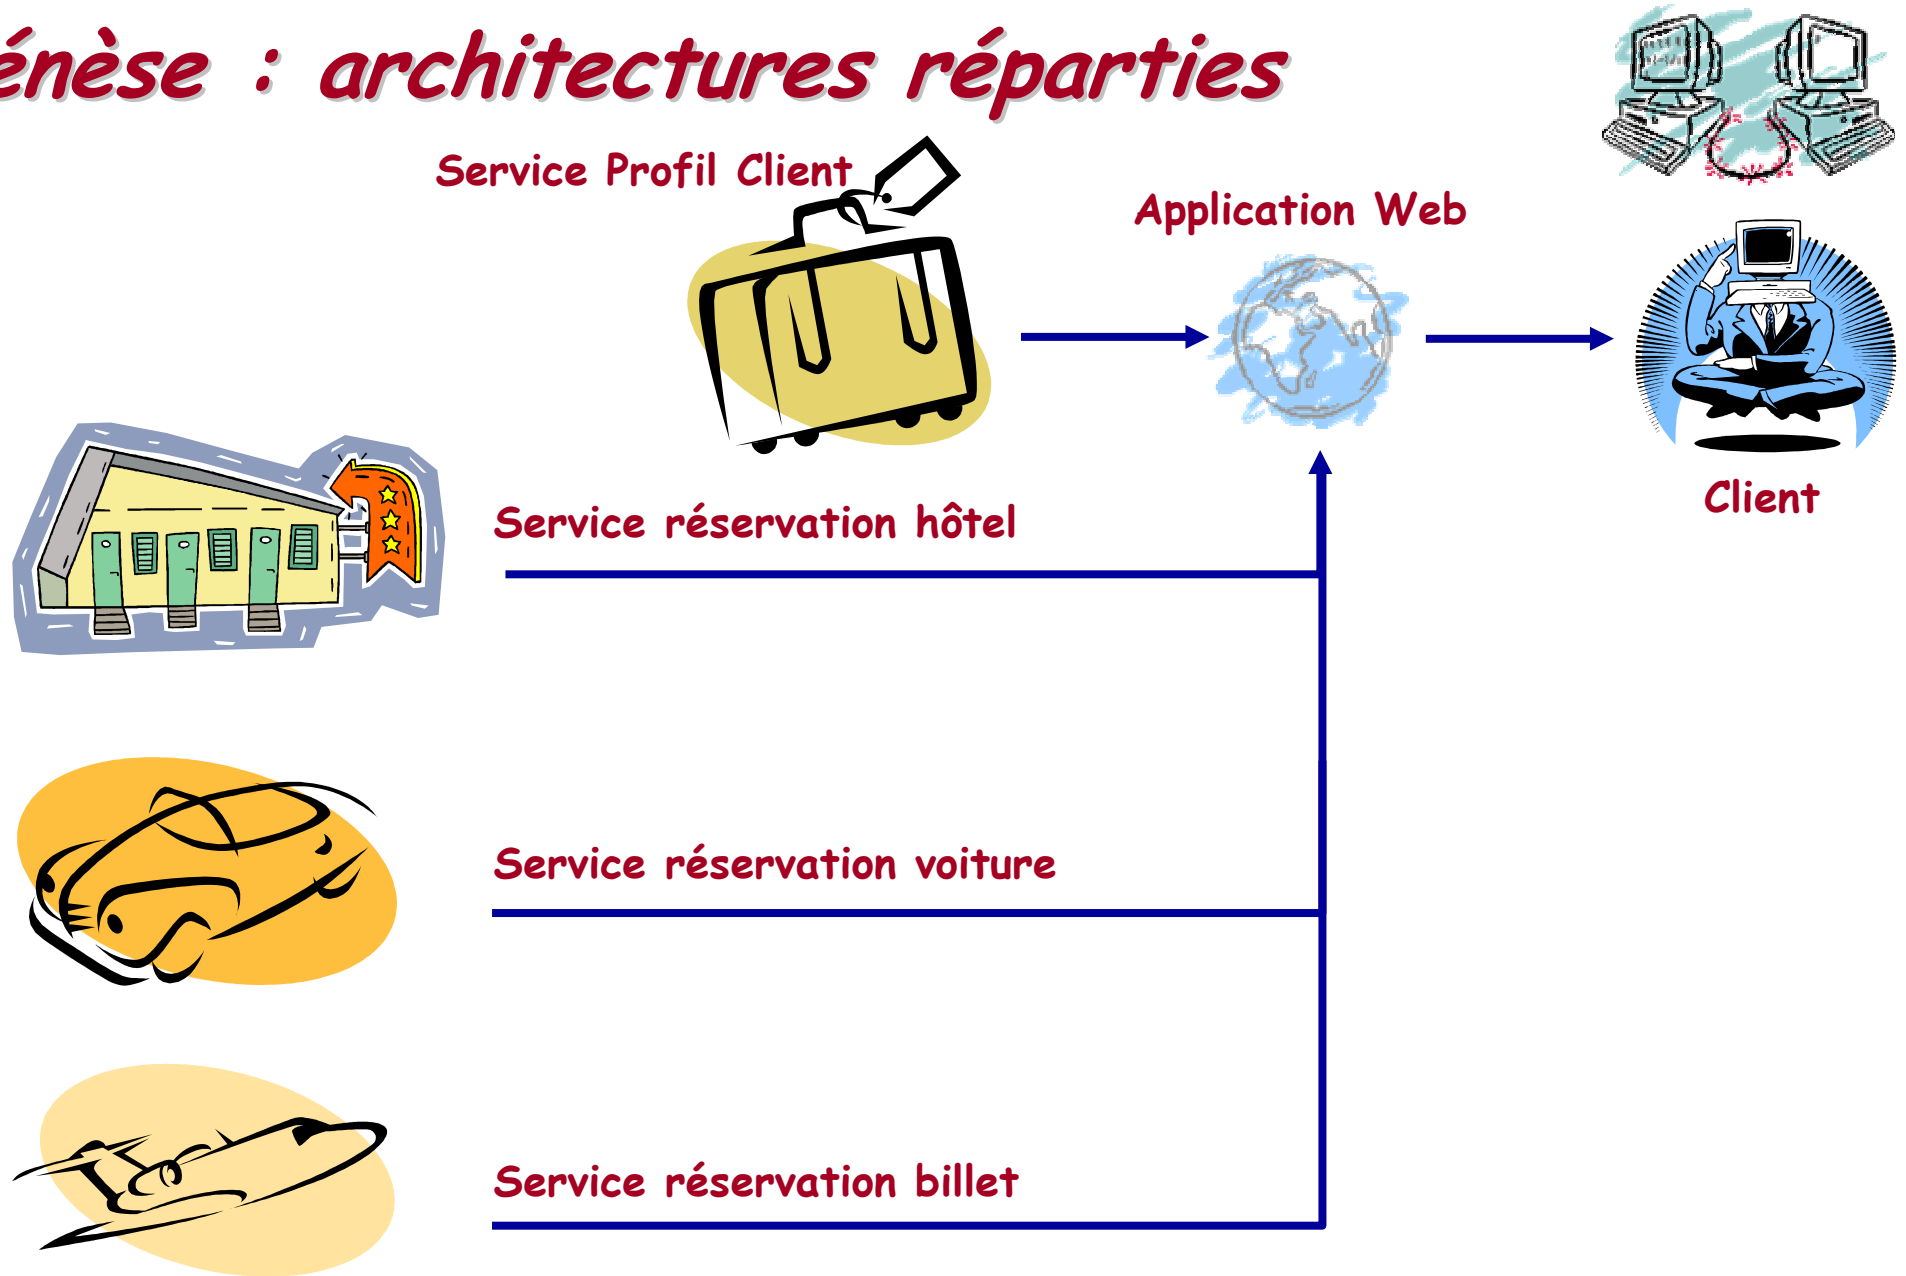 énèse : architectures réparties
Service Profil Client
Application Web
Client
Service réservation hôtel
Service réservation voiture
Service réservation billet